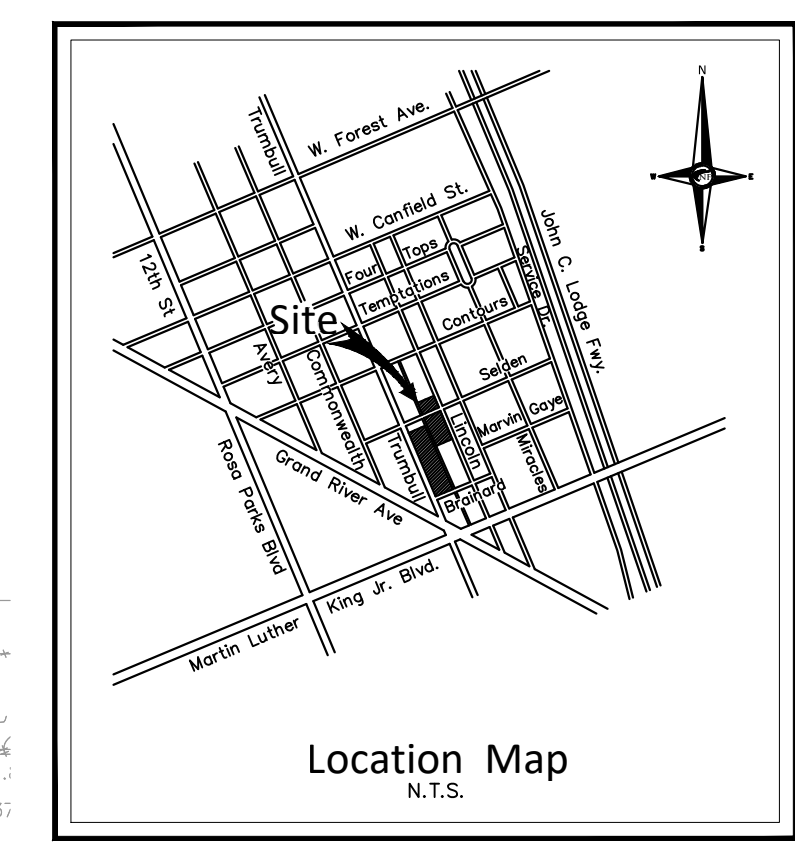 N
W
E
S
Trumbull
W. Forest Ave.
W. Canfield St.
John C. Lodge Fwy.
Service Dr.
12th St
Four
Tops
Temptations
Contours
Site
Avery
Commonwealth
Selden
Marvin Gaye
Lincoln
Miracles
Trumbull
Brainard
Grand River Ave
Rosa Parks Blvd
Martin Luther King Jr. Blvd.
Location Map
N.T.S.